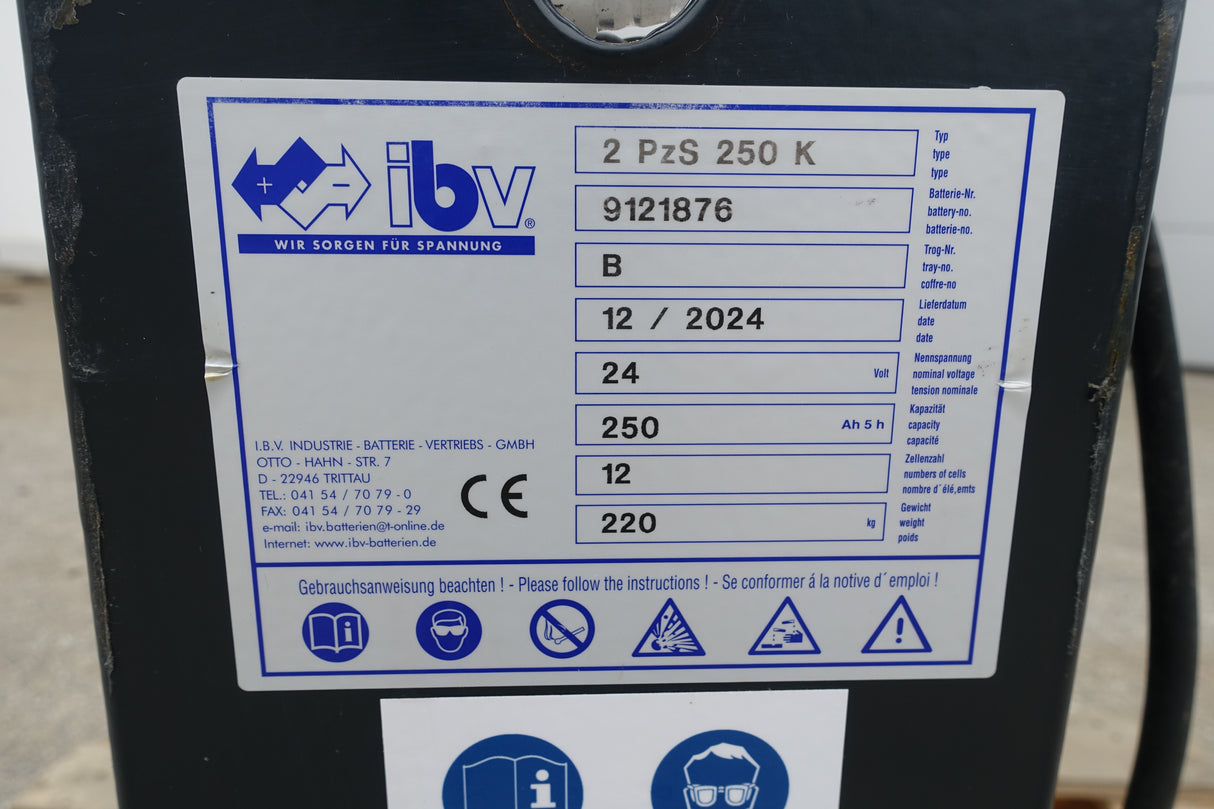 ibv®
WIR SORGEN FÜR SPANNUNG
2 PzS 250 K
Typ
type
type
9121876
Batterie-Nr.
battery-no.
batterie-no.
B
Trog-Nr.
tray-no.
coffre-no
12 / 2024
Lieferdatum
date
date
24 Volt
Nennspannung
nominal voltage
tension nominale
250 Ah 5 h
Kapazität
capacity
capacité
12
Zellenzahl
numbers of cells
nombre d´élé,emts
220 kg
Gewicht
weight
poids
I.B.V. INDUSTRIE - BATTERIE - VERTRIEBS - GMBH
OTTO - HAHN - STR. 7
D - 22946 TRITTAU
TEL.: 041 54 / 70 79 - 0
FAX: 041 54 / 70 79 - 29
e-mail: ibv.batterien@t-online.de
Internet: www.ibv-batterien.de
CE
Gebrauchsanweisung beachten ! - Please follow the instructions ! - Se conformer á la notive d´emploi !